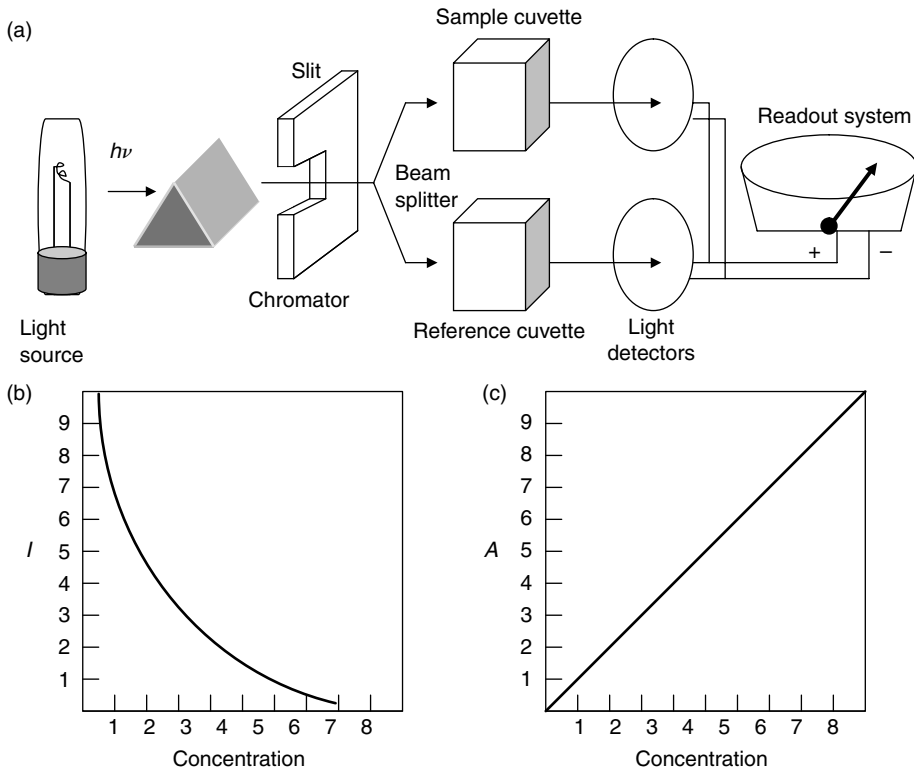 (a)
Sample cuvette
Slit
Readout system
hν
Beam
splitter
+ −
Chromator
Light
source
Reference cuvette
Light
detectors
(b)
9
8
7
6
I 5
4
3
2
1
1 2 3 4 5 6 7 8
Concentration
(c)
9
8
7
6
A 5
4
3
2
1
1 2 3 4 5 6 7 8
Concentration